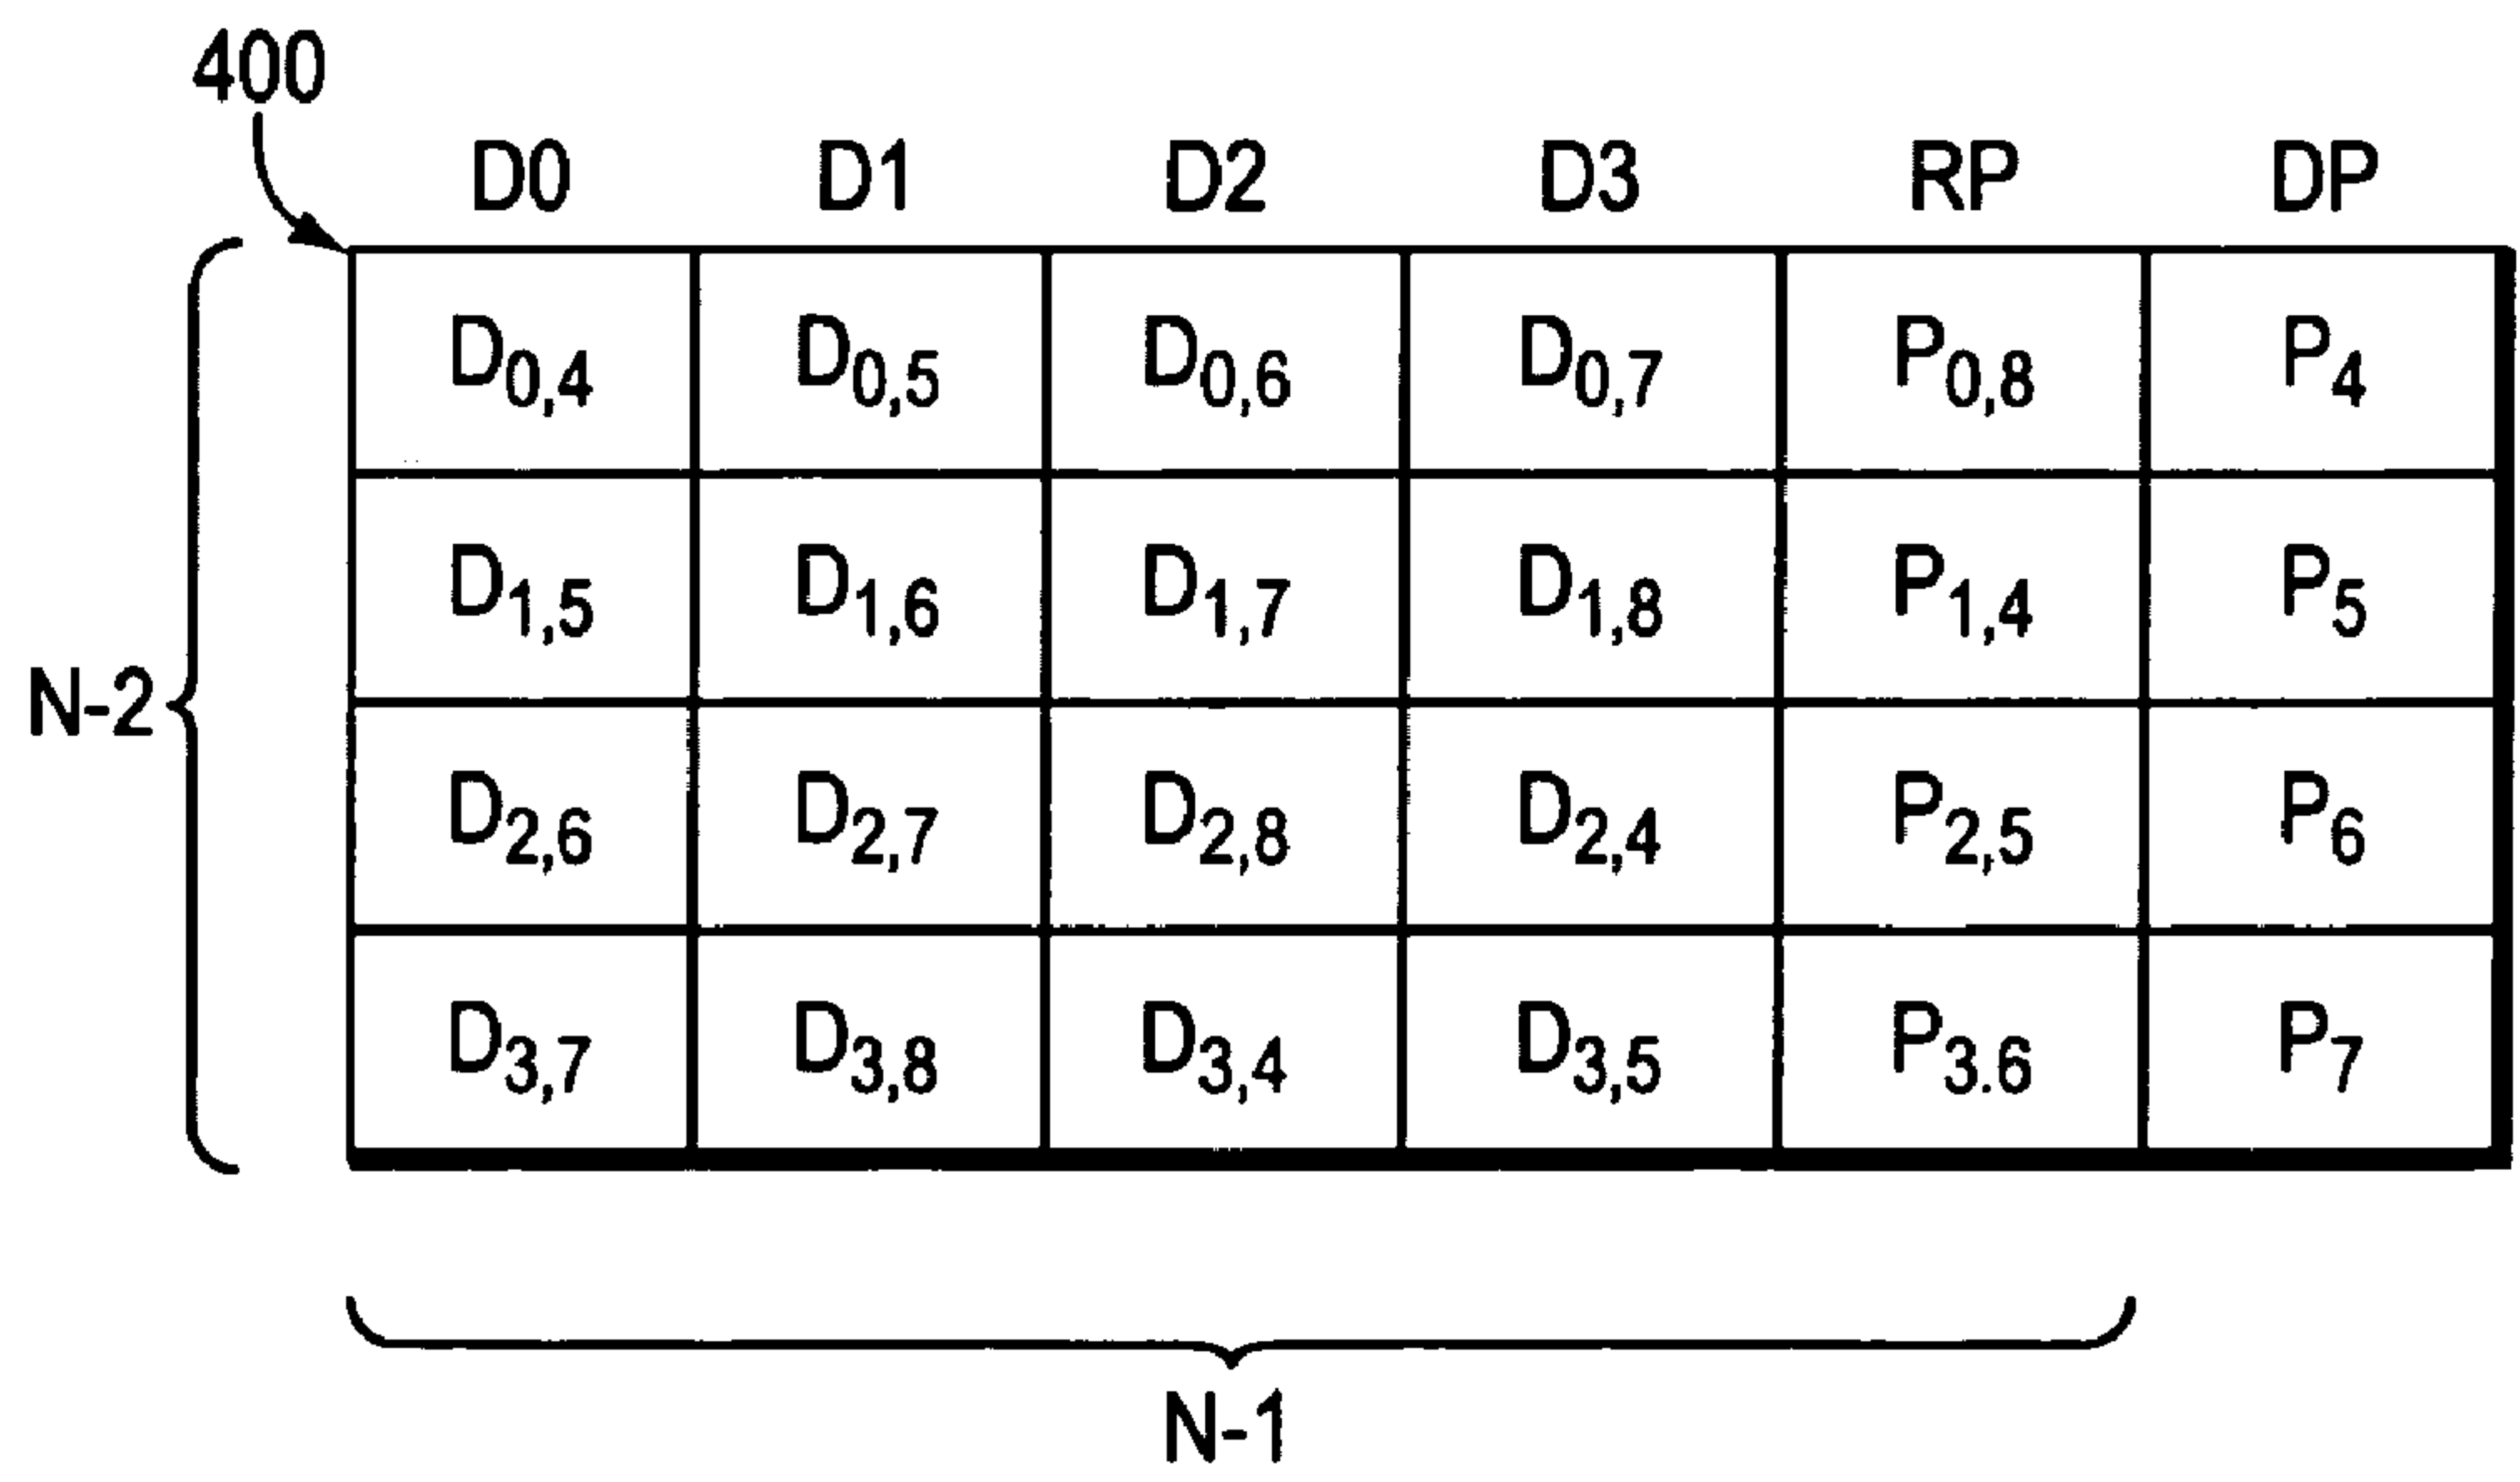 400
D0 D1 D2 D3 RP DP
D0,4 D0,5 D0,6 D0,7 P0,8 P4
D1,5 D1,6 D1,7 D1,8 P1,4 P5
N-2
D2,6 D2,7 D2,8 D2,4 P2,5 P6
D3,7 D3,8 D3,4 D3,5 P3.6 P7
N-1